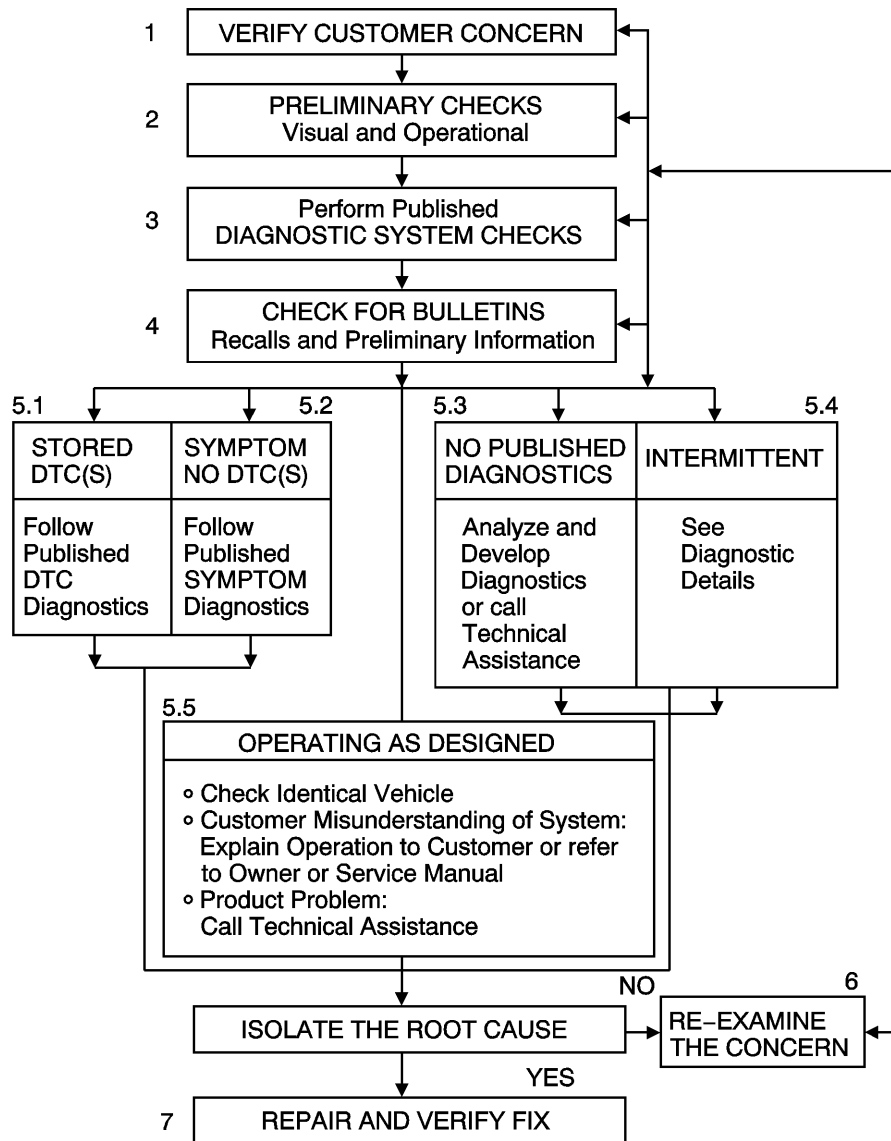 1
VERIFY CUSTOMER CONCERN
2
PRELIMINARY CHECKS
Visual and Operational
3
Perform Published
DIAGNOSTIC SYSTEM CHECKS
4
CHECK FOR BULLETINS
Recalls and Preliminary Information
5.1
STORED
DTC(S)
Follow
Published
DTC
Diagnostics
5.2
SYMPTOM
NO DTC(S)
Follow
Published
SYMPTOM
Diagnostics
5.3
NO PUBLISHED
DIAGNOSTICS
Analyze and
Develop
Diagnostics
or call
Technical
Assistance
5.4
INTERMITTENT
See
Diagnostic
Details
5.5
OPERATING AS DESIGNED
Check Identical Vehicle
Customer Misunderstanding of System:
Explain Operation to Customer or refer
to Owner or Service Manual
Product Problem:
Call Technical Assistance
ISOLATE THE ROOT CAUSE
NO
6
RE-EXAMINE
THE CONCERN
YES
7
REPAIR AND VERIFY FIX